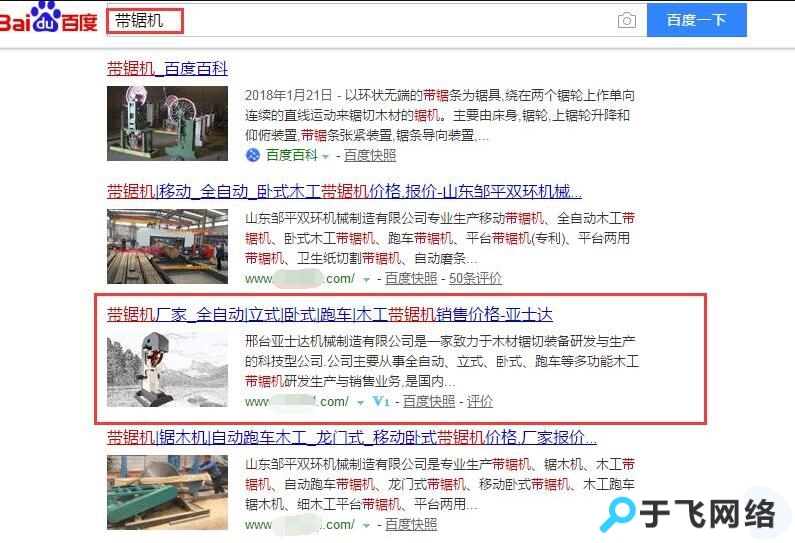 Bai du 百度
带锯机
百度一下
带锯机_百度百科
2018年1月21日 - 以环状无端的带锯条为锯具,绕在两个锯轮上作单向
连续的直线运动来锯切木材的锯机。主要由床身,锯轮,上锯轮升降和
仰俯装置,带锯条张紧装置,锯条导向装置,...
百度百科 - 百度快照
带锯机|移动_全自动_卧式木工带锯机价格,报价-山东邹平双环机械...
山东邹平双环机械制造有限公司专业生产移动带锯机、全自动木工带
锯机、卧式木工带锯机、跑车带锯机、平台带锯机(专利)、平台两用
带锯机、卫生纸切割带锯机、自动磨条...
www. .com/ - 百度快照 - 50条评价
带锯机厂家_全自动|立式|卧式|跑车|木工带锯机销售价格-亚士达
邢台亚士达机械制造有限公司是一家致力于木材锯切装备研发与生产
的科技型公司.公司主要从事全自动、立式、卧式、跑车等多功能木工
带锯机研发生产与销售业务,是国内...
www. .com/ V1 - 百度快照 - 评价
带锯机|锯木机|自动跑车木工_龙门式_移动卧式带锯机价格,厂家报价...
山东邹平双环机械制造有限公司是专业生产带锯机、锯木机、木工带
锯机、自动跑车带锯机、龙门式带锯机、移动卧式带锯机、木工跑车
锯木机、细木工平台带锯机、平台两用...
www. .com/ - 百度快照
于飞网络